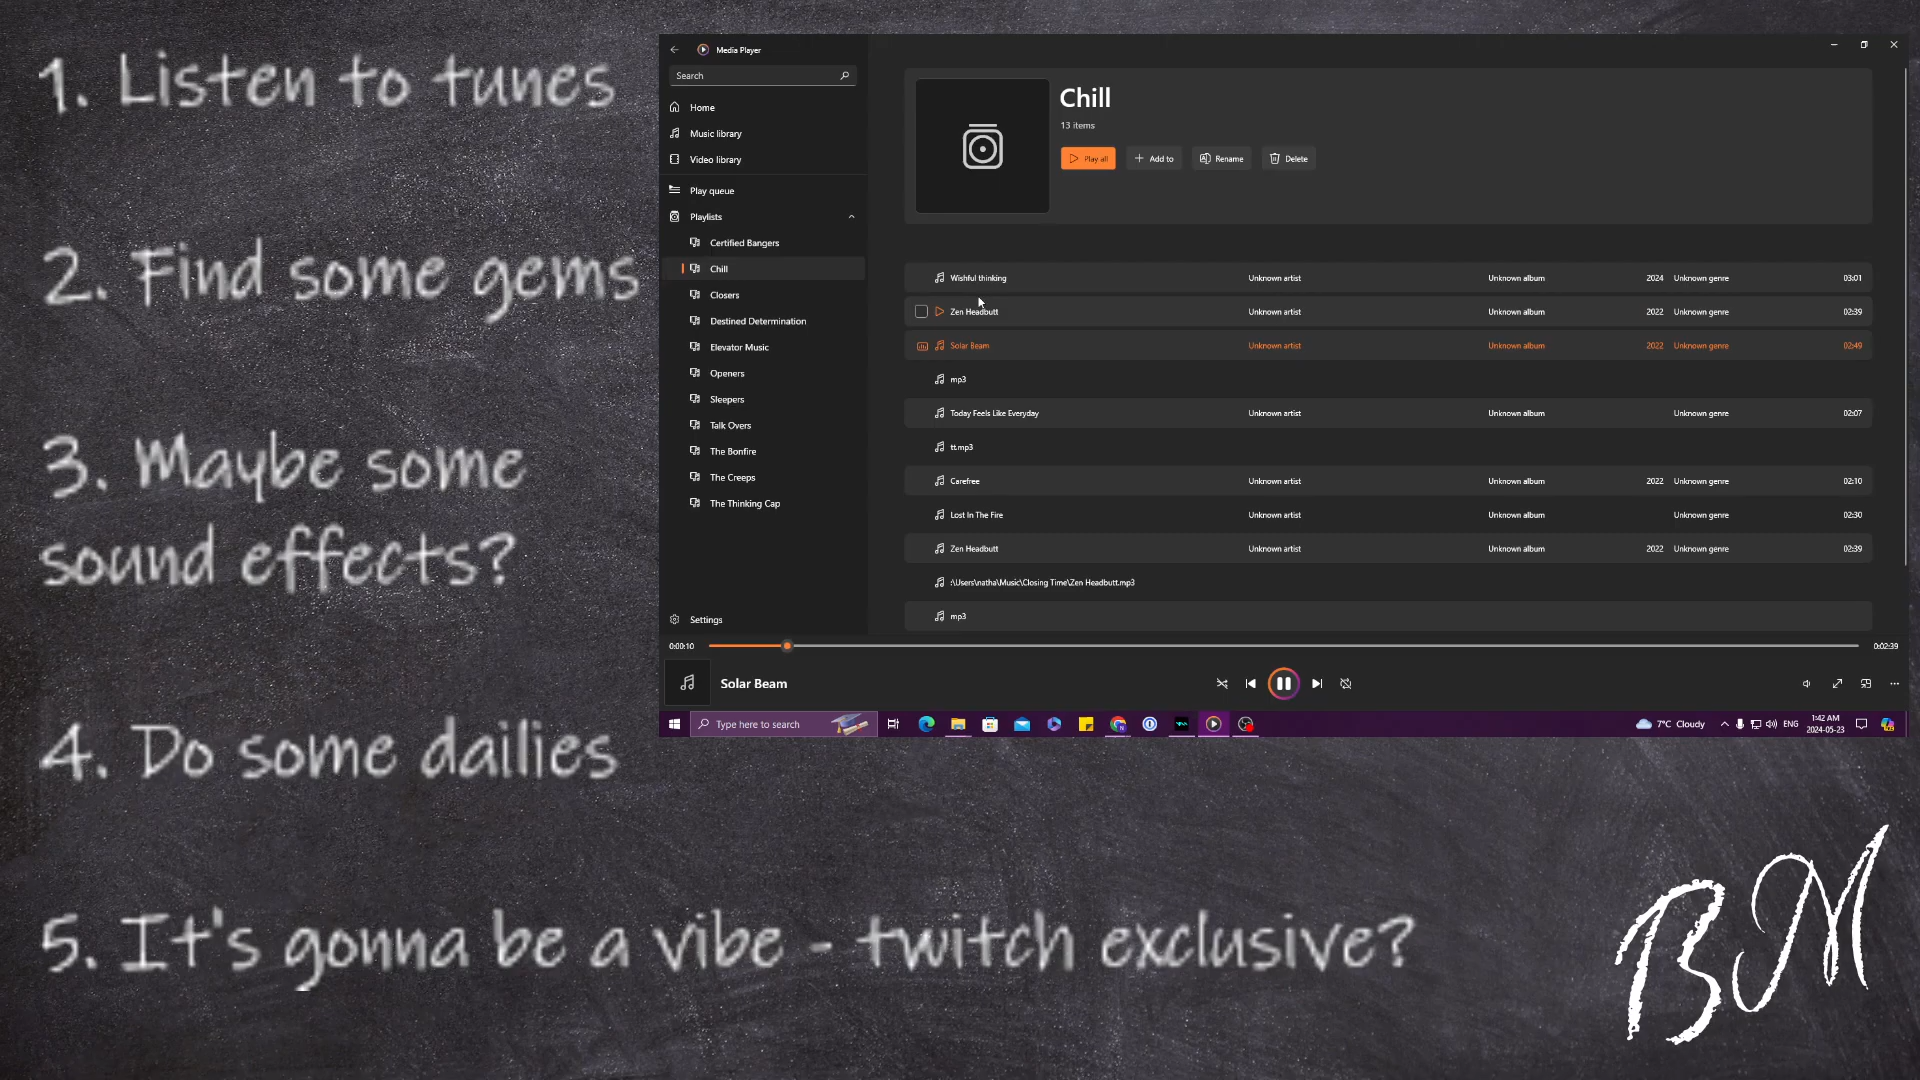 1. Listen to tunes
2. Find some gems
3. Maybe some
sound effects?
4. Do some dailies
5. It's gonna be a vibe - twitch exclusive?
BM
Media Player
Search
Home
Music library
Video library
Play queue
Playlists
Certified Bangers
Chill
Closers
Destined Determination
Elevator Music
Openers
Sleepers
Talk Overs
The Bonfire
The Creeps
The Thinking Cap
Settings
Chill
13 items
Play all Add to Rename Delete
Wishful thinking Unknown artist Unknown album 2024 Unknown genre 03:01
Zen Headbutt Unknown artist Unknown album 2022 Unknown genre 02:39
Solar Beam Unknown artist Unknown album 2022 Unknown genre 02:49
mp3
Today Feels Like Everyday Unknown artist Unknown album Unknown genre 02:07
tt.mp3
Carefree Unknown artist Unknown album 2022 Unknown genre 02:10
Lost In The Fire Unknown artist Unknown album Unknown genre 02:30
Zen Headbutt Unknown artist Unknown album 2022 Unknown genre 02:39
:\Users\natha\Music\Closing Time\Zen Headbutt.mp3
mp3
0:00:10 0:02:39
Solar Beam
Type here to search 7°C Cloudy ENG 1:42 AM
2024-05-23